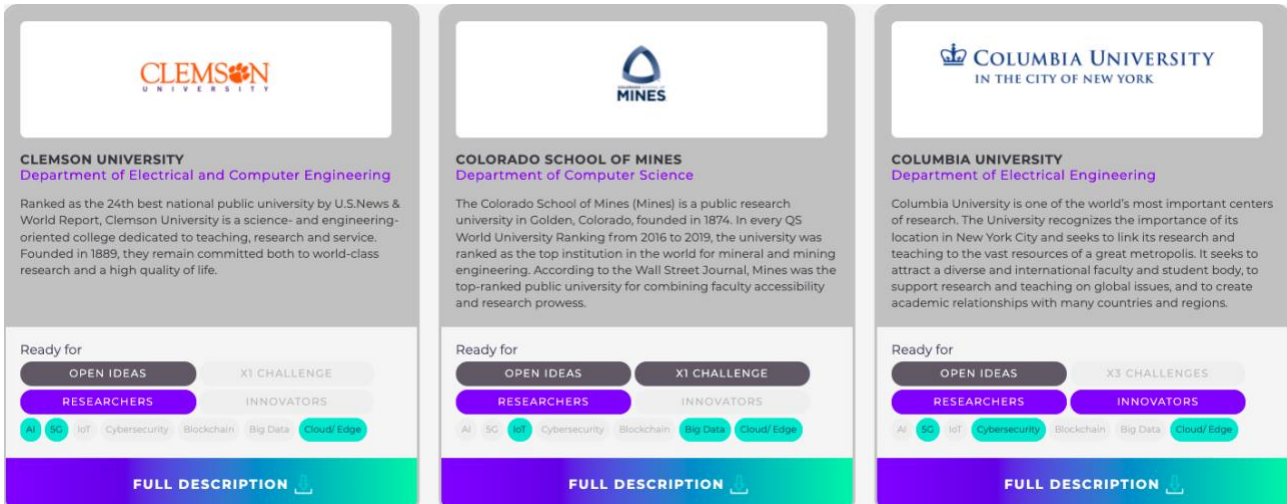 CLEMSON
UNIVERSITY
CLEMSON UNIVERSITY
Department of Electrical and Computer Engineering
Ranked as the 24th best national public university by U.S.News &
World Report, Clemson University is a science- and engineering-
oriented college dedicated to teaching, research and service.
Founded in 1889, they remain committed both to world-class
research and a high quality of life.
Ready for
OPEN IDEAS
X1 CHALLENGE
RESEARCHERS
INNOVATORS
AI 5G IoT Cybersecurity Blockchain Big Data Cloud/ Edge
FULL DESCRIPTION
MINES
COLORADO SCHOOL OF MINES
Department of Computer Science
The Colorado School of Mines (Mines) is a public research
university in Golden, Colorado, founded in 1874. In every QS
World University Ranking from 2016 to 2019, the university was
ranked as the top institution in the world for mineral and mining
engineering. According to the Wall Street Journal, Mines was the
top-ranked public university for combining faculty accessibility
and research prowess.
Ready for
OPEN IDEAS
X1 CHALLENGE
RESEARCHERS
INNOVATORS
AI 5G IoT Cybersecurity Blockchain Big Data Cloud/ Edge
FULL DESCRIPTION
COLUMBIA UNIVERSITY
IN THE CITY OF NEW YORK
COLUMBIA UNIVERSITY
Department of Electrical Engineering
Columbia University is one of the world's most important centers
of research. The University recognizes the importance of its
location in New York City and seeks to link its research and
teaching to the vast resources of a great metropolis. It seeks to
attract a diverse and international faculty and student body, to
support research and teaching on global issues, and to create
academic relationships with many countries and regions.
Ready for
OPEN IDEAS
X3 CHALLENGES
RESEARCHERS
INNOVATORS
AI 5G IoT Cybersecurity Blockchain Big Data Cloud/ Edge
FULL DESCRIPTION